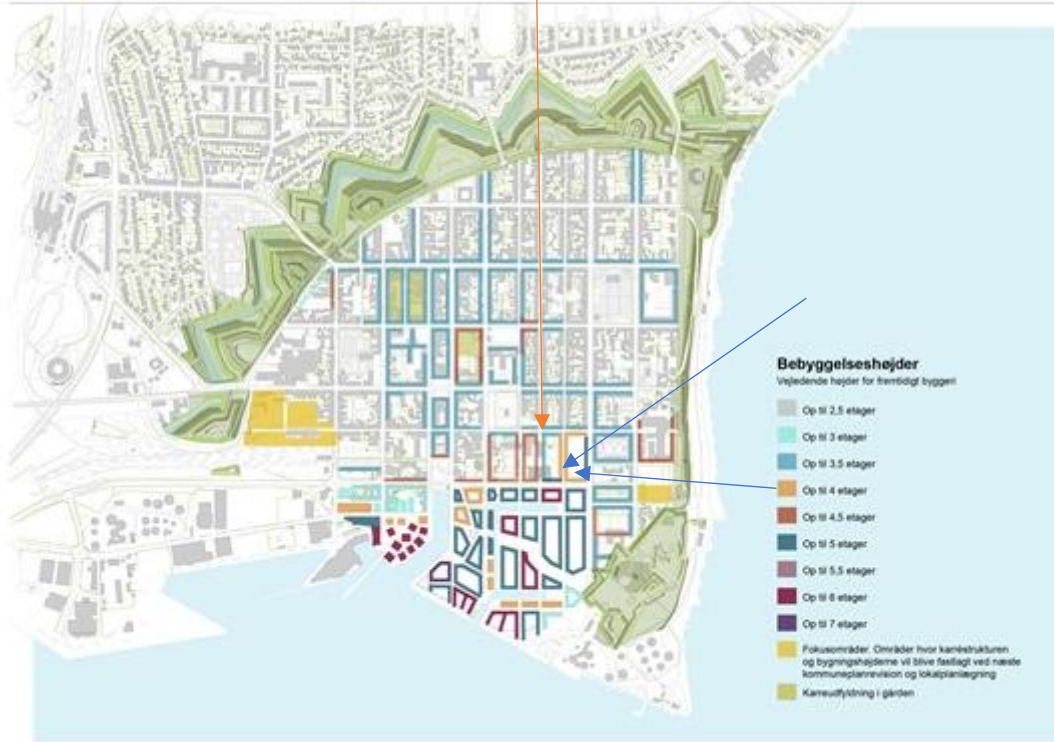 Bebyggelseshøjder
Vejledende højder for fremtidigt byggeri
Op til 2,5 etager
Op til 3 etager
Op til 3,5 etager
Op til 4 etager
Op til 4,5 etager
Op til 5 etager
Op til 5,5 etager
Op til 6 etager
Op til 7 etager
Fokusområder. Områder hvor karréstrukturen
og bygningshøjderne vil blive fastlagt ved næste
kommuneplanrevision og lokalplanlægning
Karreudfyldning i gården